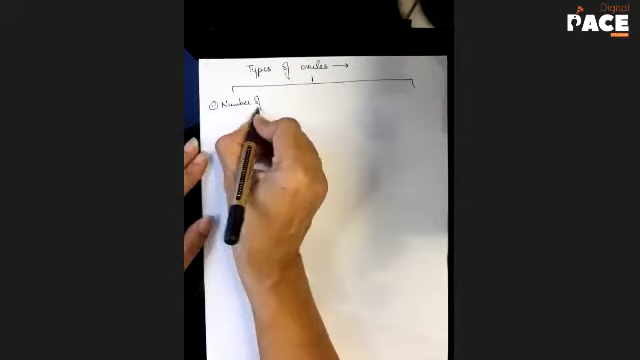 Digital
PACE
Types of ovules →
① Number of